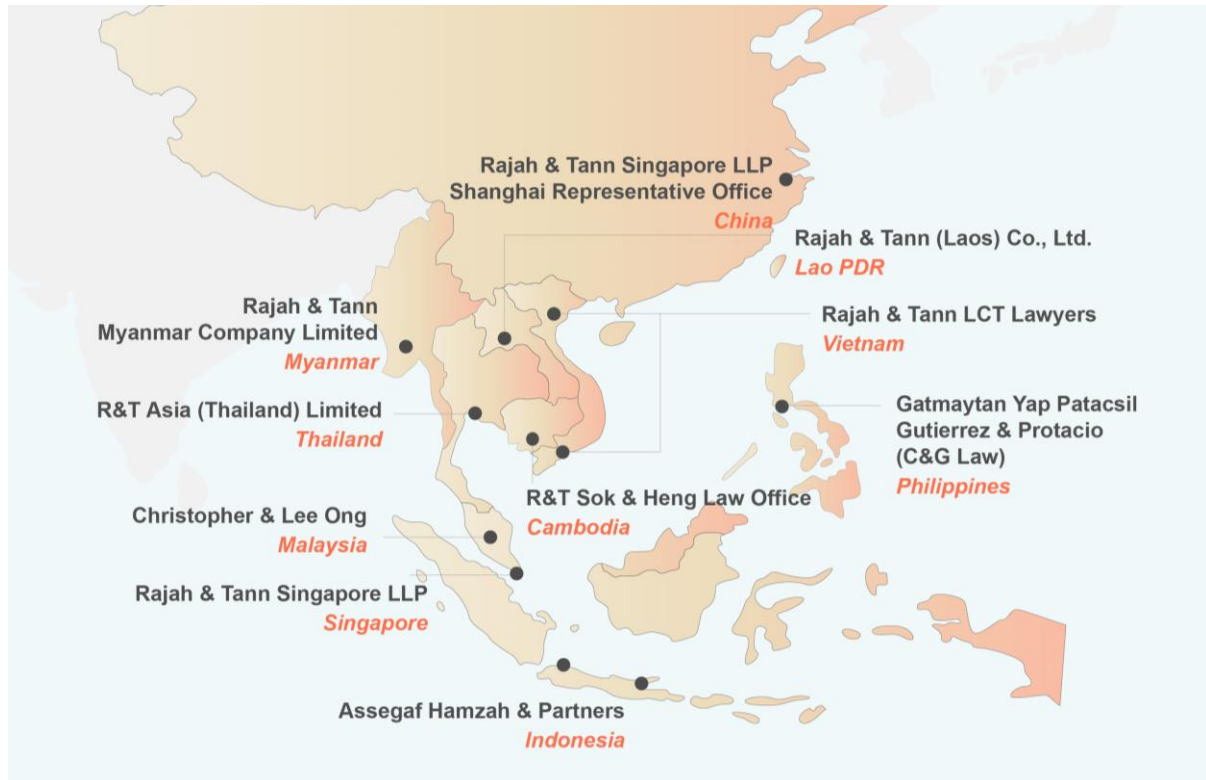 Rajah & Tann Singapore LLP
Shanghai Representative Office
China
Rajah & Tann (Laos) Co., Ltd.
Lao PDR
Rajah & Tann
Myanmar Company Limited
Myanmar
Rajah & Tann LCT Lawyers
Vietnam
R&T Asia (Thailand) Limited
Thailand
Gatmaytan Yap Patacsil
Gutierrez & Protacio
(C&G Law)
Philippines
R&T Sok & Heng Law Office
Cambodia
Christopher & Lee Ong
Malaysia
Rajah & Tann Singapore LLP
Singapore
Assegaf Hamzah & Partners
Indonesia